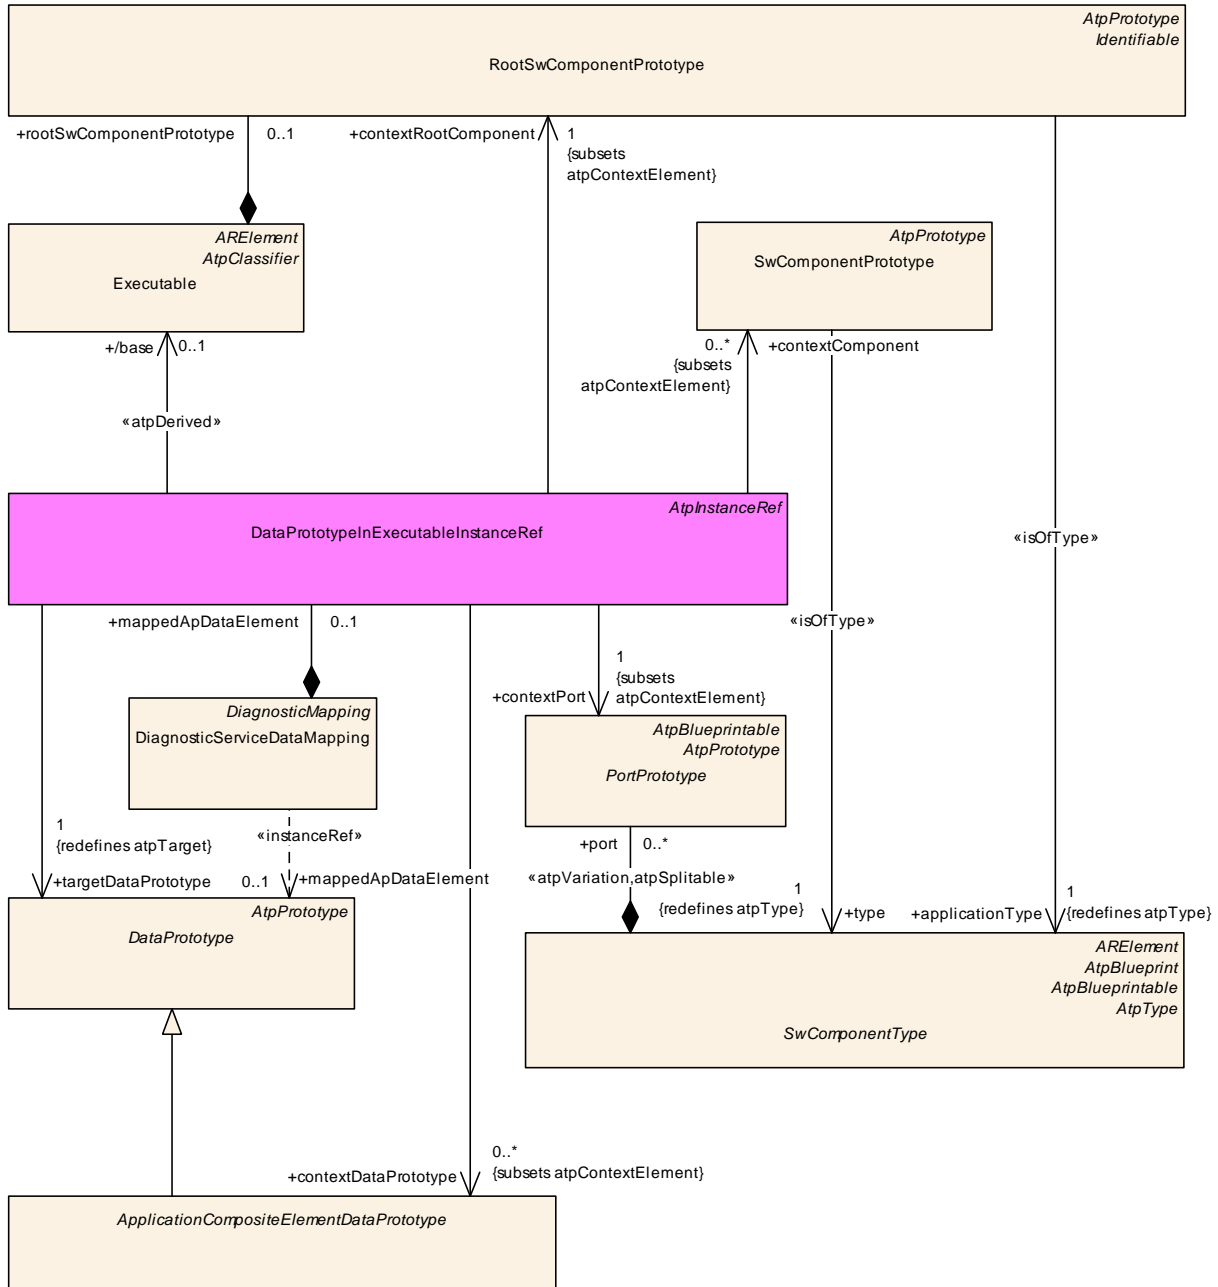 AtpPrototype
Identifiable
RootSwComponentPrototype
+rootSwComponentPrototype 0..1 +contextRootComponent 1
{subsets
atpContextElement}
ARElement
AtpClassifier
Executable
AtpPrototype
SwComponentPrototype
+/base 0..1
0..* +contextComponent
{subsets
atpContextElement}
«atpDerived»
AtpInstanceRef
DataPrototypeInExecutableInstanceRef
«isOfType»
+mappedApDataElement 0..1
«isOfType»
1
{subsets
atpContextElement}
+contextPort
DiagnosticMapping
DiagnosticServiceDataMapping
AtpBlueprintable
AtpPrototype
PortPrototype
1
{redefines atpTarget}
«instanceRef»
+port 0..*
+targetDataPrototype 0..1 +mappedApDataElement
«atpVariation,atpSplitable»
1
{redefines atpType} +type
+applicationType 1
{redefines atpType}
AtpPrototype
DataPrototype
ARElement
AtpBlueprint
AtpBlueprintable
AtpType
SwComponentType
0..*
+contextDataPrototype {subsets atpContextElement}
ApplicationCompositeElementDataPrototype